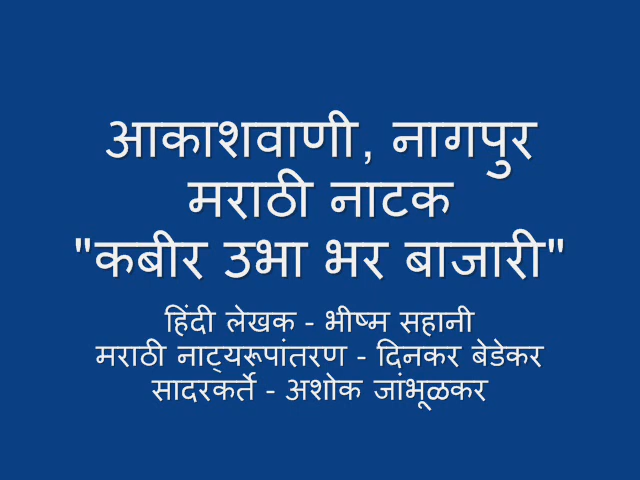 आकाशवाणी, नागपुर
मराठी नाटक
"कबीर उभा भर बाजारी"
हिंदी लेखक - भीष्म सहानी
मराठी नाट्यरूपांतरण - दिनकर बेडेकर
सादरकर्ते - अशोक जांभूळकर